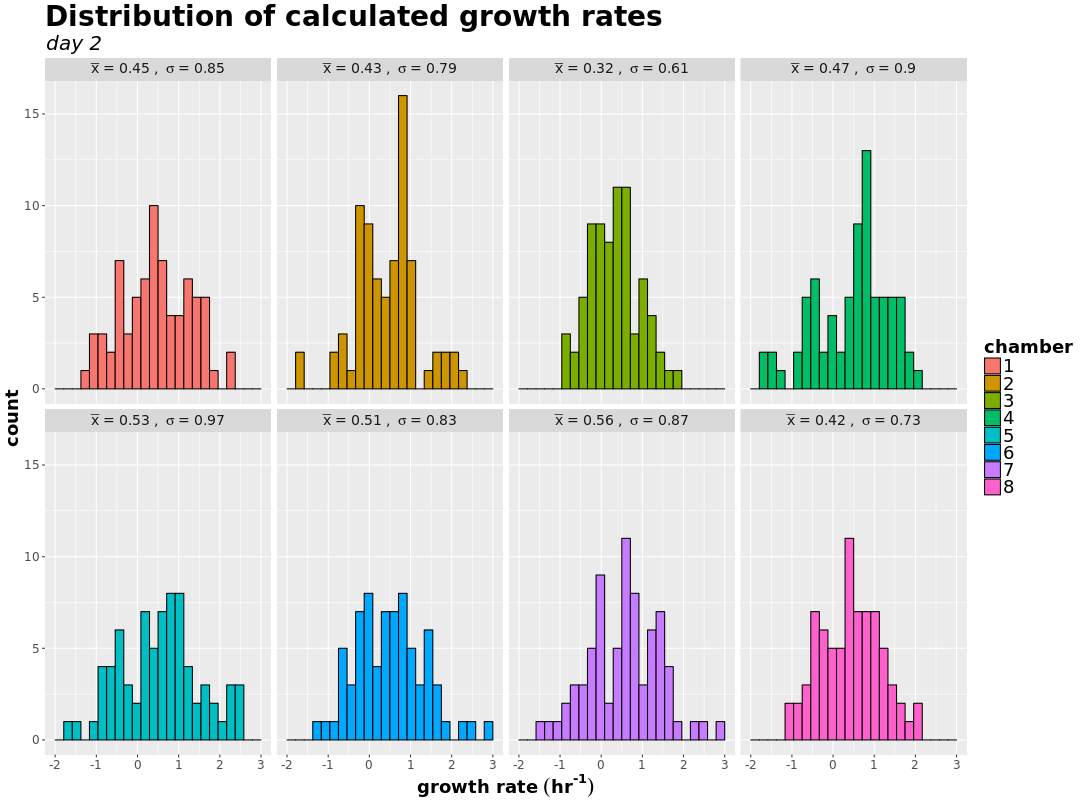 Distribution of calculated growth rates
day 2
x̅ = 0.45 , σ = 0.85
x̅ = 0.43 , σ = 0.79
x̅ = 0.32 , σ = 0.61
x̅ = 0.47 , σ = 0.9
15
10
5
0
x̅ = 0.53 , σ = 0.97
x̅ = 0.51 , σ = 0.83
x̅ = 0.56 , σ = 0.87
x̅ = 0.42 , σ = 0.73
15
10
5
0
-2 -1 0 1 2 3
-2 -1 0 1 2 3
-2 -1 0 1 2 3
-2 -1 0 1 2 3
count
growth rate (hr⁻¹)
chamber
1
2
3
4
5
6
7
8